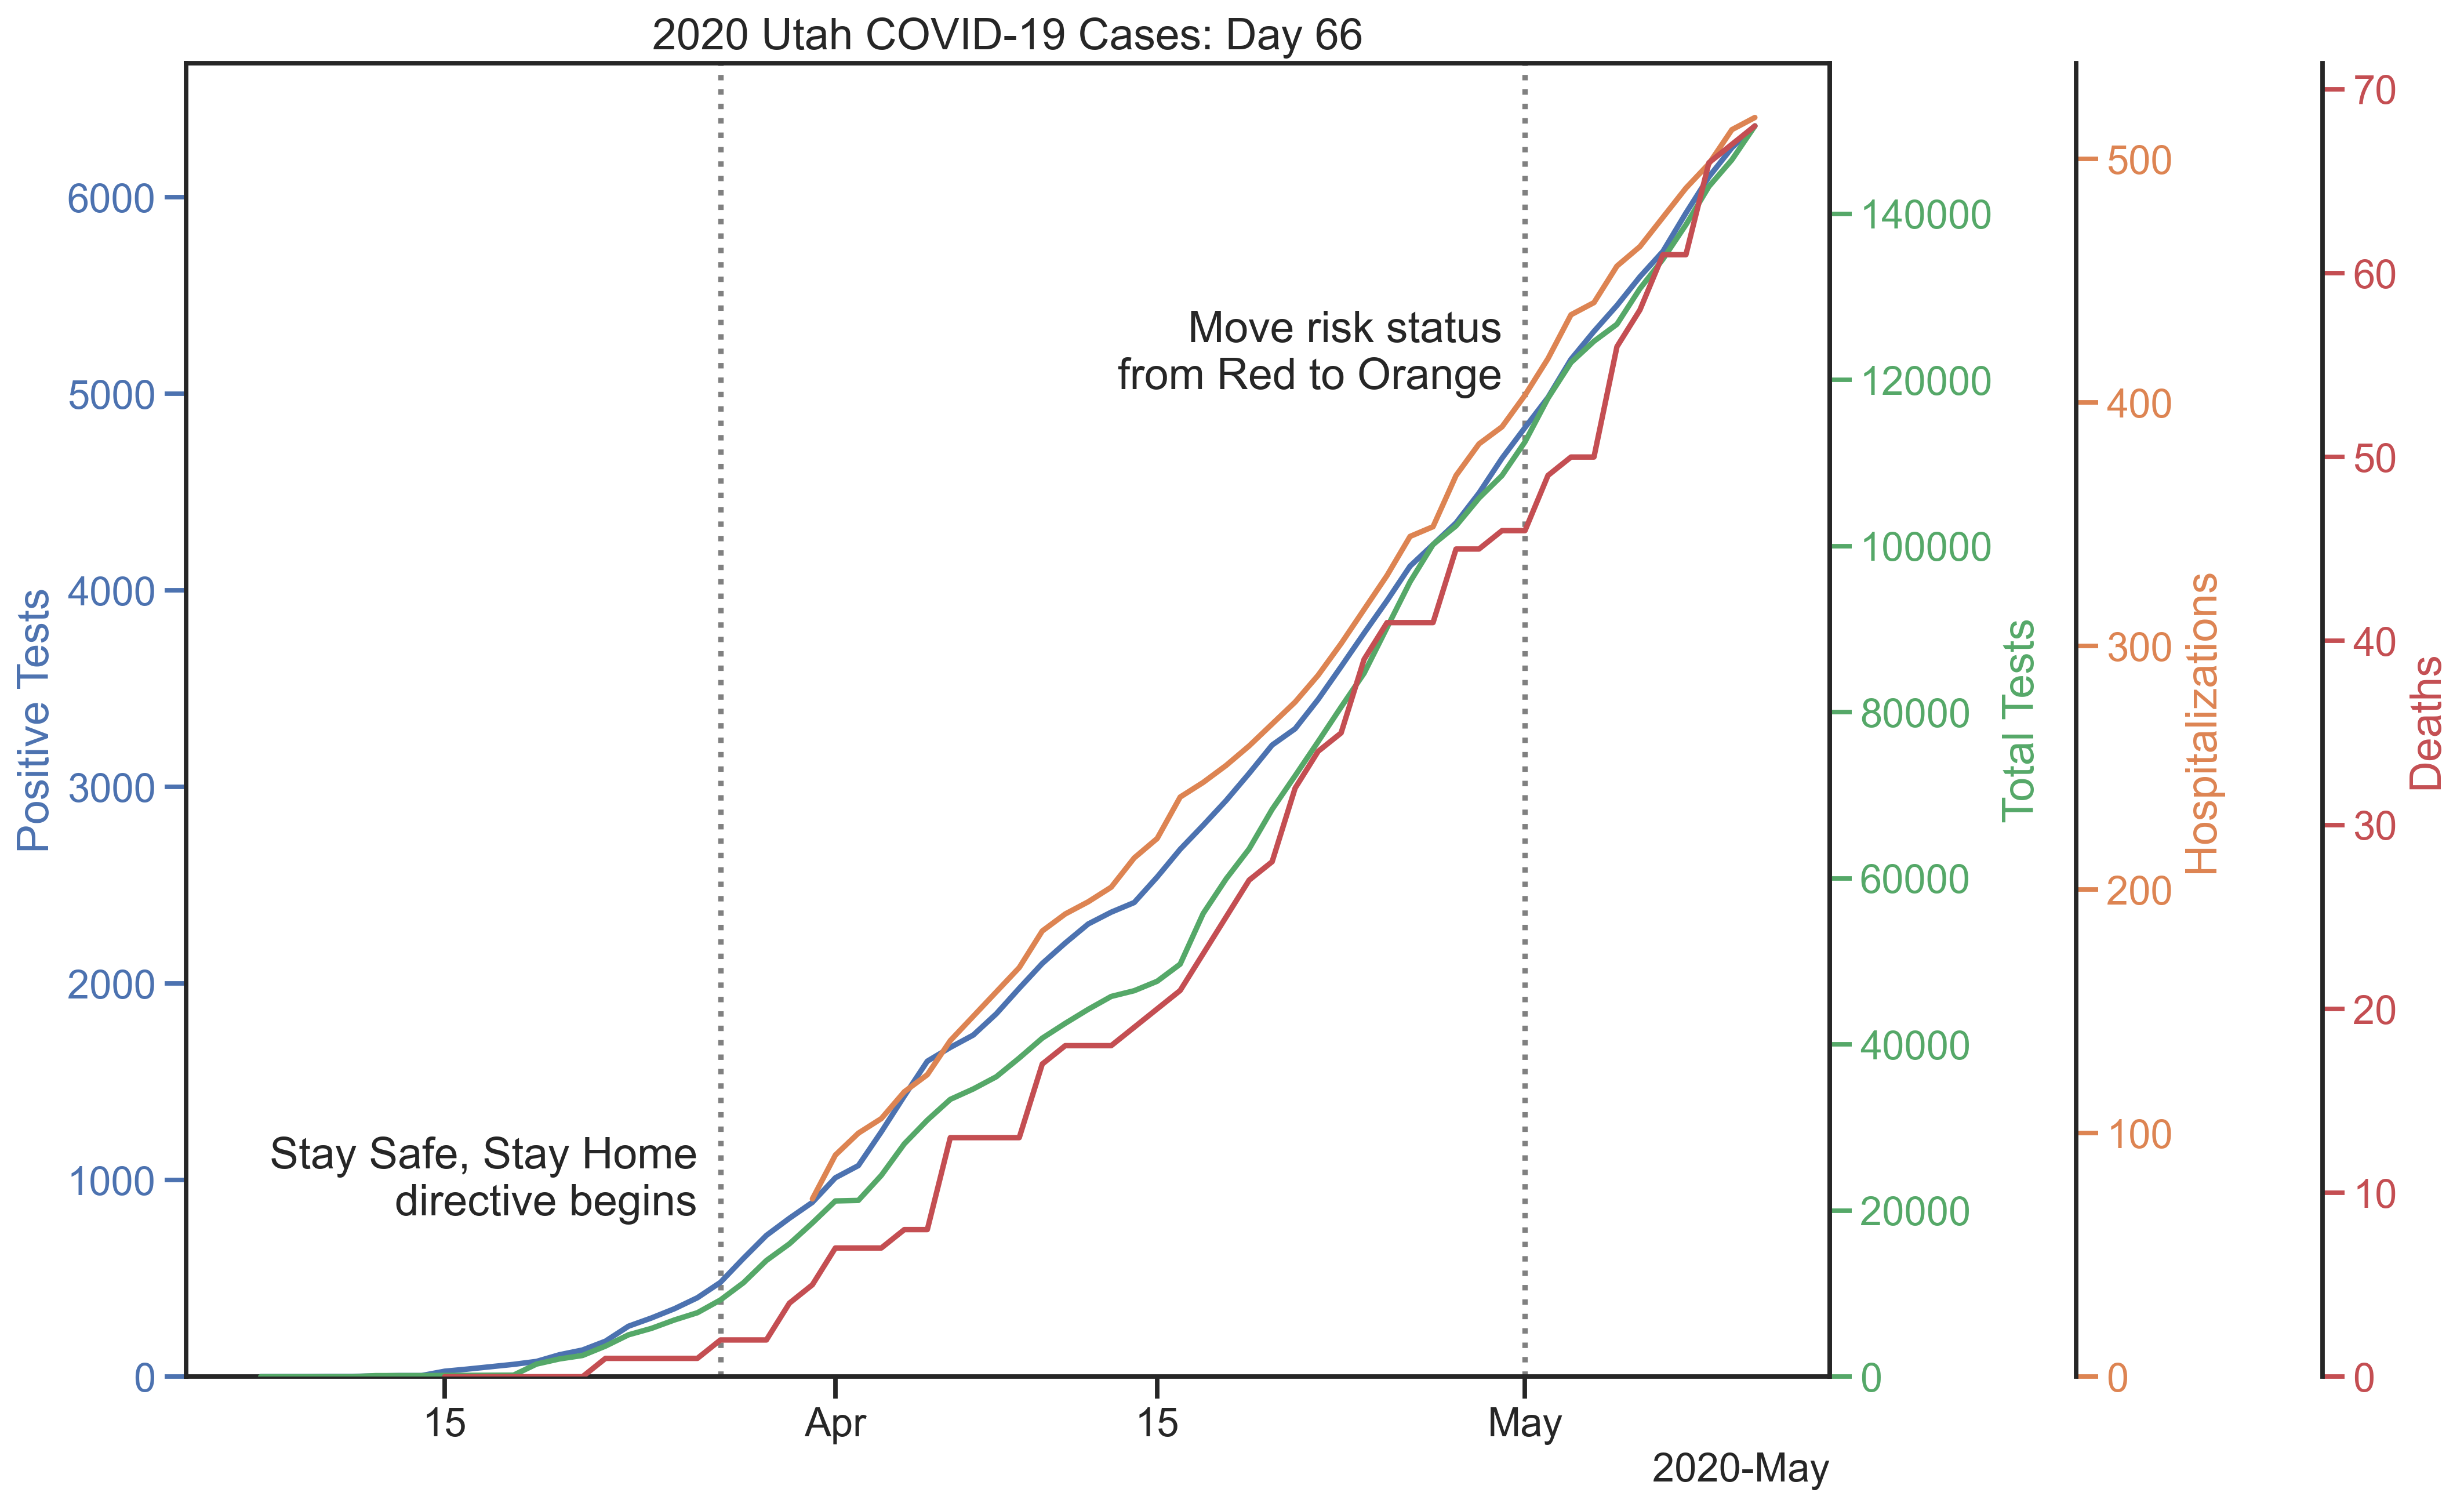 2020 Utah COVID-19 Cases: Day 66
Positive Tests
6000
5000
4000
3000
2000
1000
0
Move risk status
from Red to Orange
Stay Safe, Stay Home
directive begins
15
Apr
15
May
2020-May
140000
120000
100000
80000
60000
40000
20000
0
Total Tests
500
400
300
200
100
0
Hospitalizations
70
60
50
40
30
20
10
0
Deaths